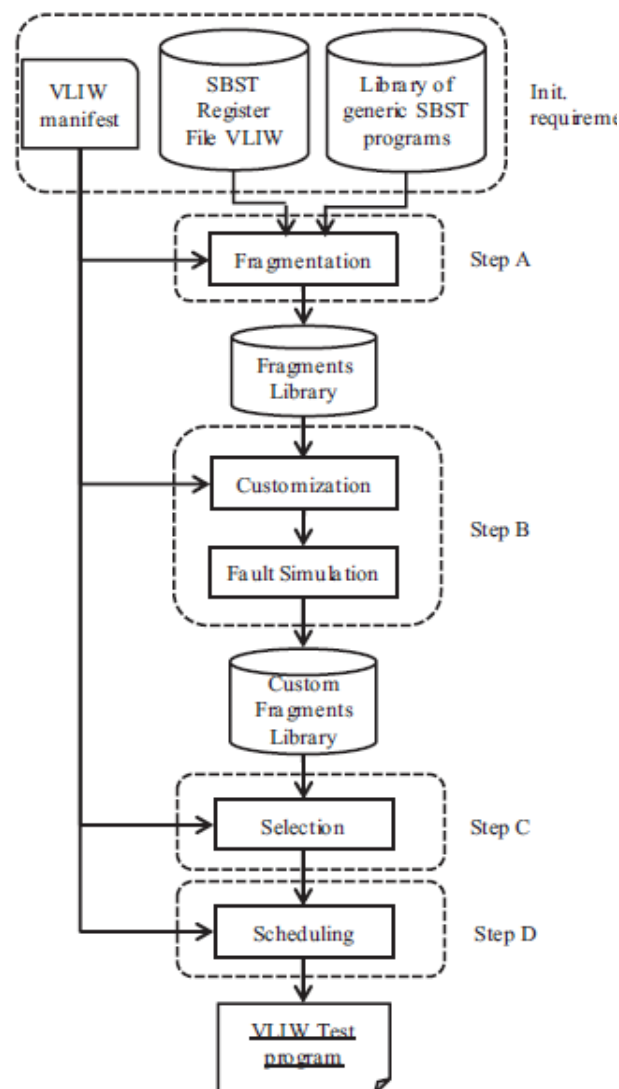 VLIW
manifest
SBST
Register
File VLIW
Library of
generic SBST
programs
Init.
requireme
Fragmentation
Step A
Fragments
Library
Customization
Fault Simulation
Step B
Custom
Fragments
Library
Selection
Step C
Scheduling
Step D
VLIW Test
program